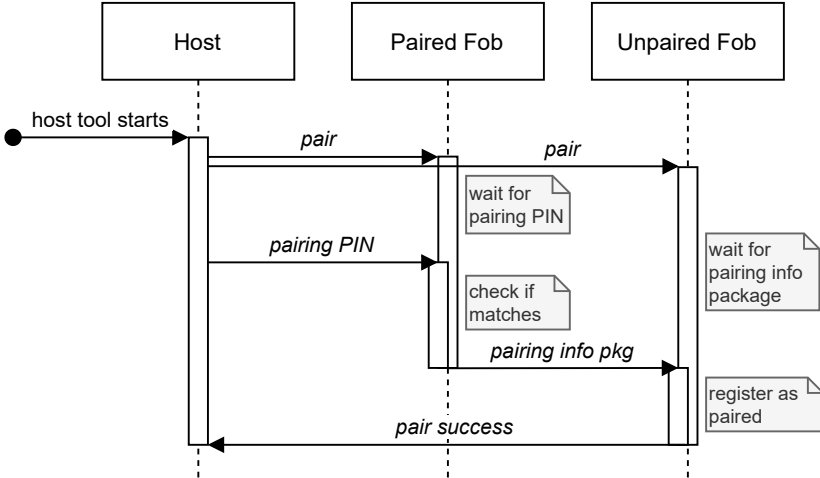 Host
Paired Fob
Unpaired Fob
host tool starts
pair
pair
wait for
pairing PIN
pairing PIN
wait for
pairing info
package
check if
matches
pairing info pkg
register as
paired
pair success